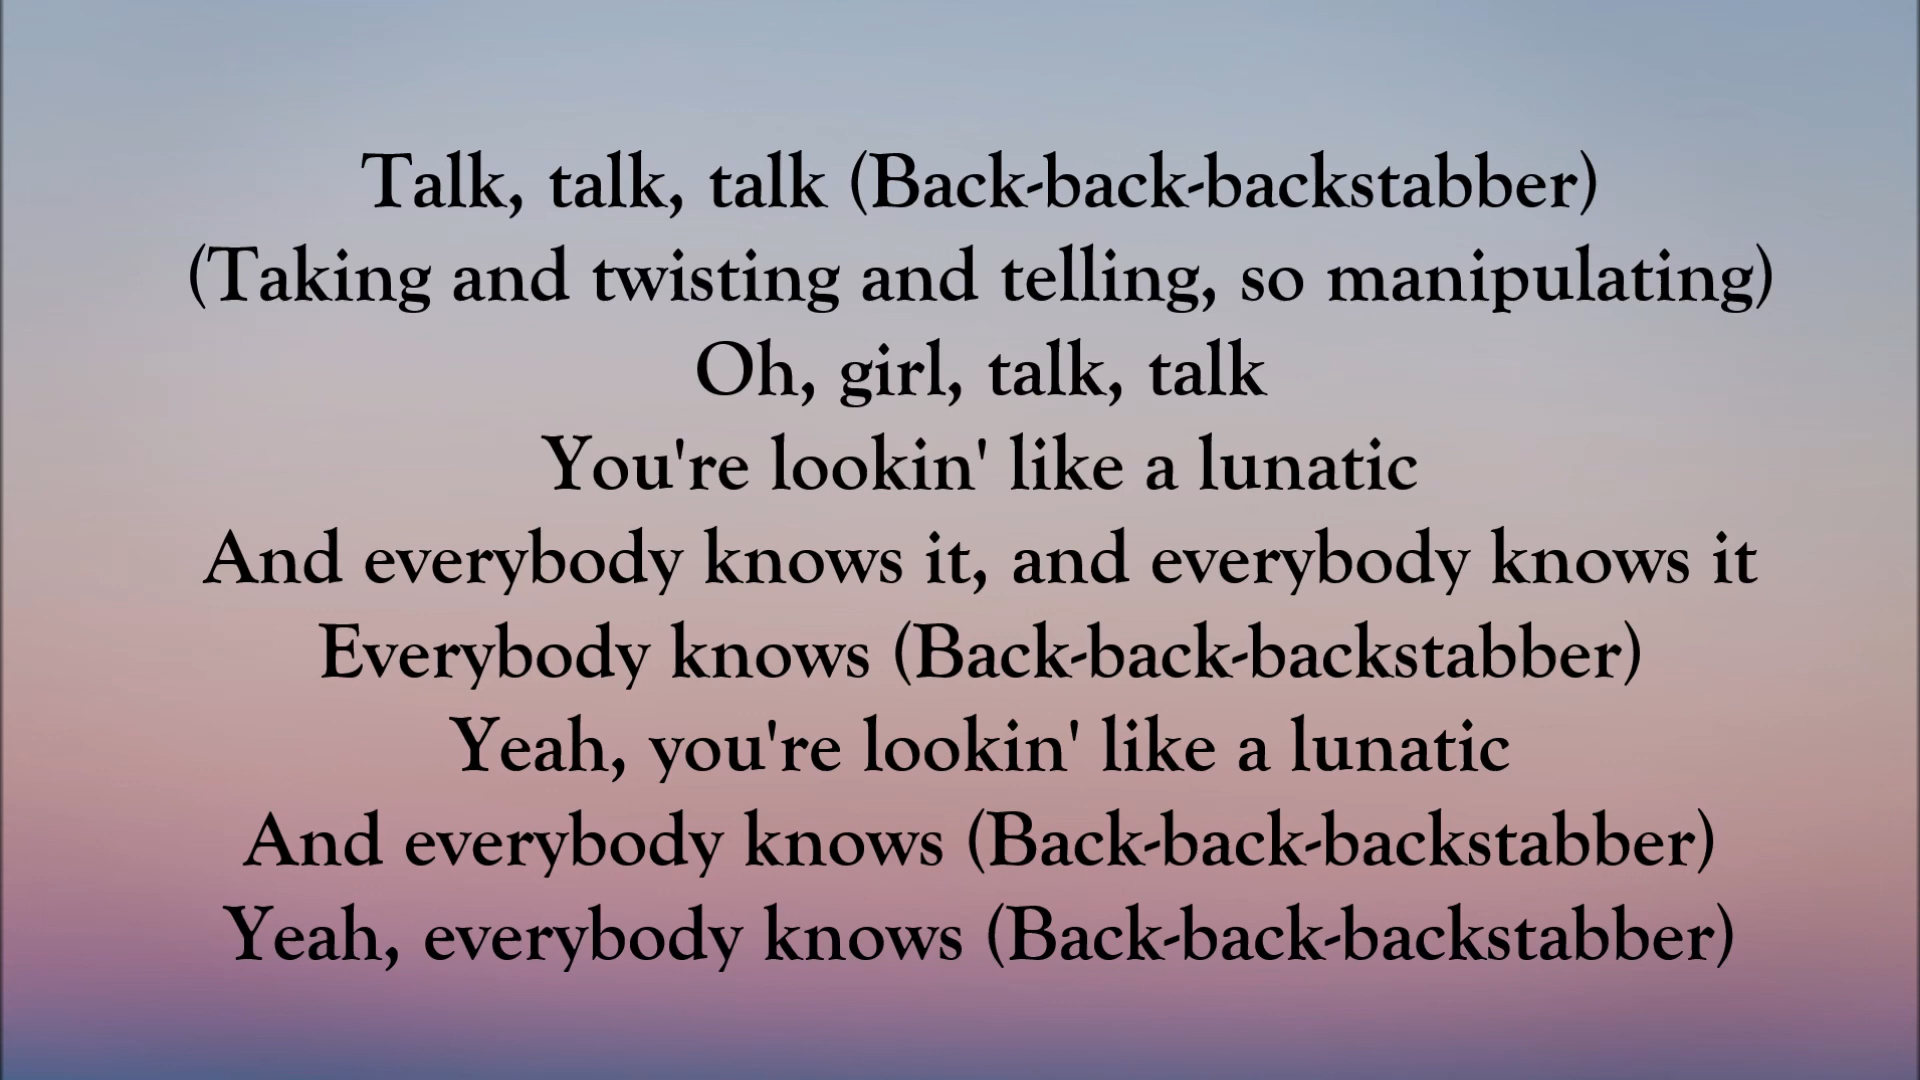 Talk, talk, talk (Back-back-backstabber)
(Taking and twisting and telling, so manipulating)
Oh, girl, talk, talk
You're lookin' like a lunatic
And everybody knows it, and everybody knows it
Everybody knows (Back-back-backstabber)
Yeah, you're lookin' like a lunatic
And everybody knows (Back-back-backstabber)
Yeah, everybody knows (Back-back-backstabber)